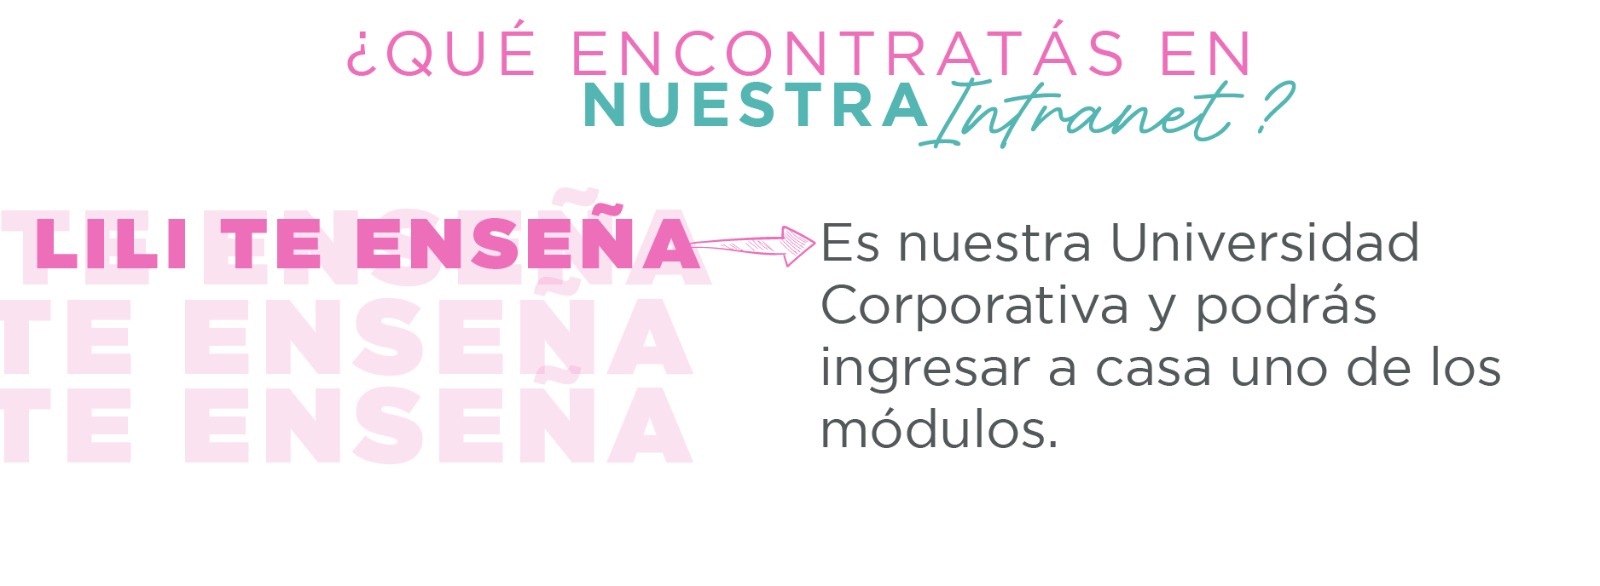 ¿QUÉ ENCONTRATÁS EN
NUESTRA Intranet ?
TE ENSEÑA
LILI TE ENSEÑA
TE ENSEÑA
TE ENSEÑA
Es nuestra Universidad
Corporativa y podrás
ingresar a casa uno de los
módulos.